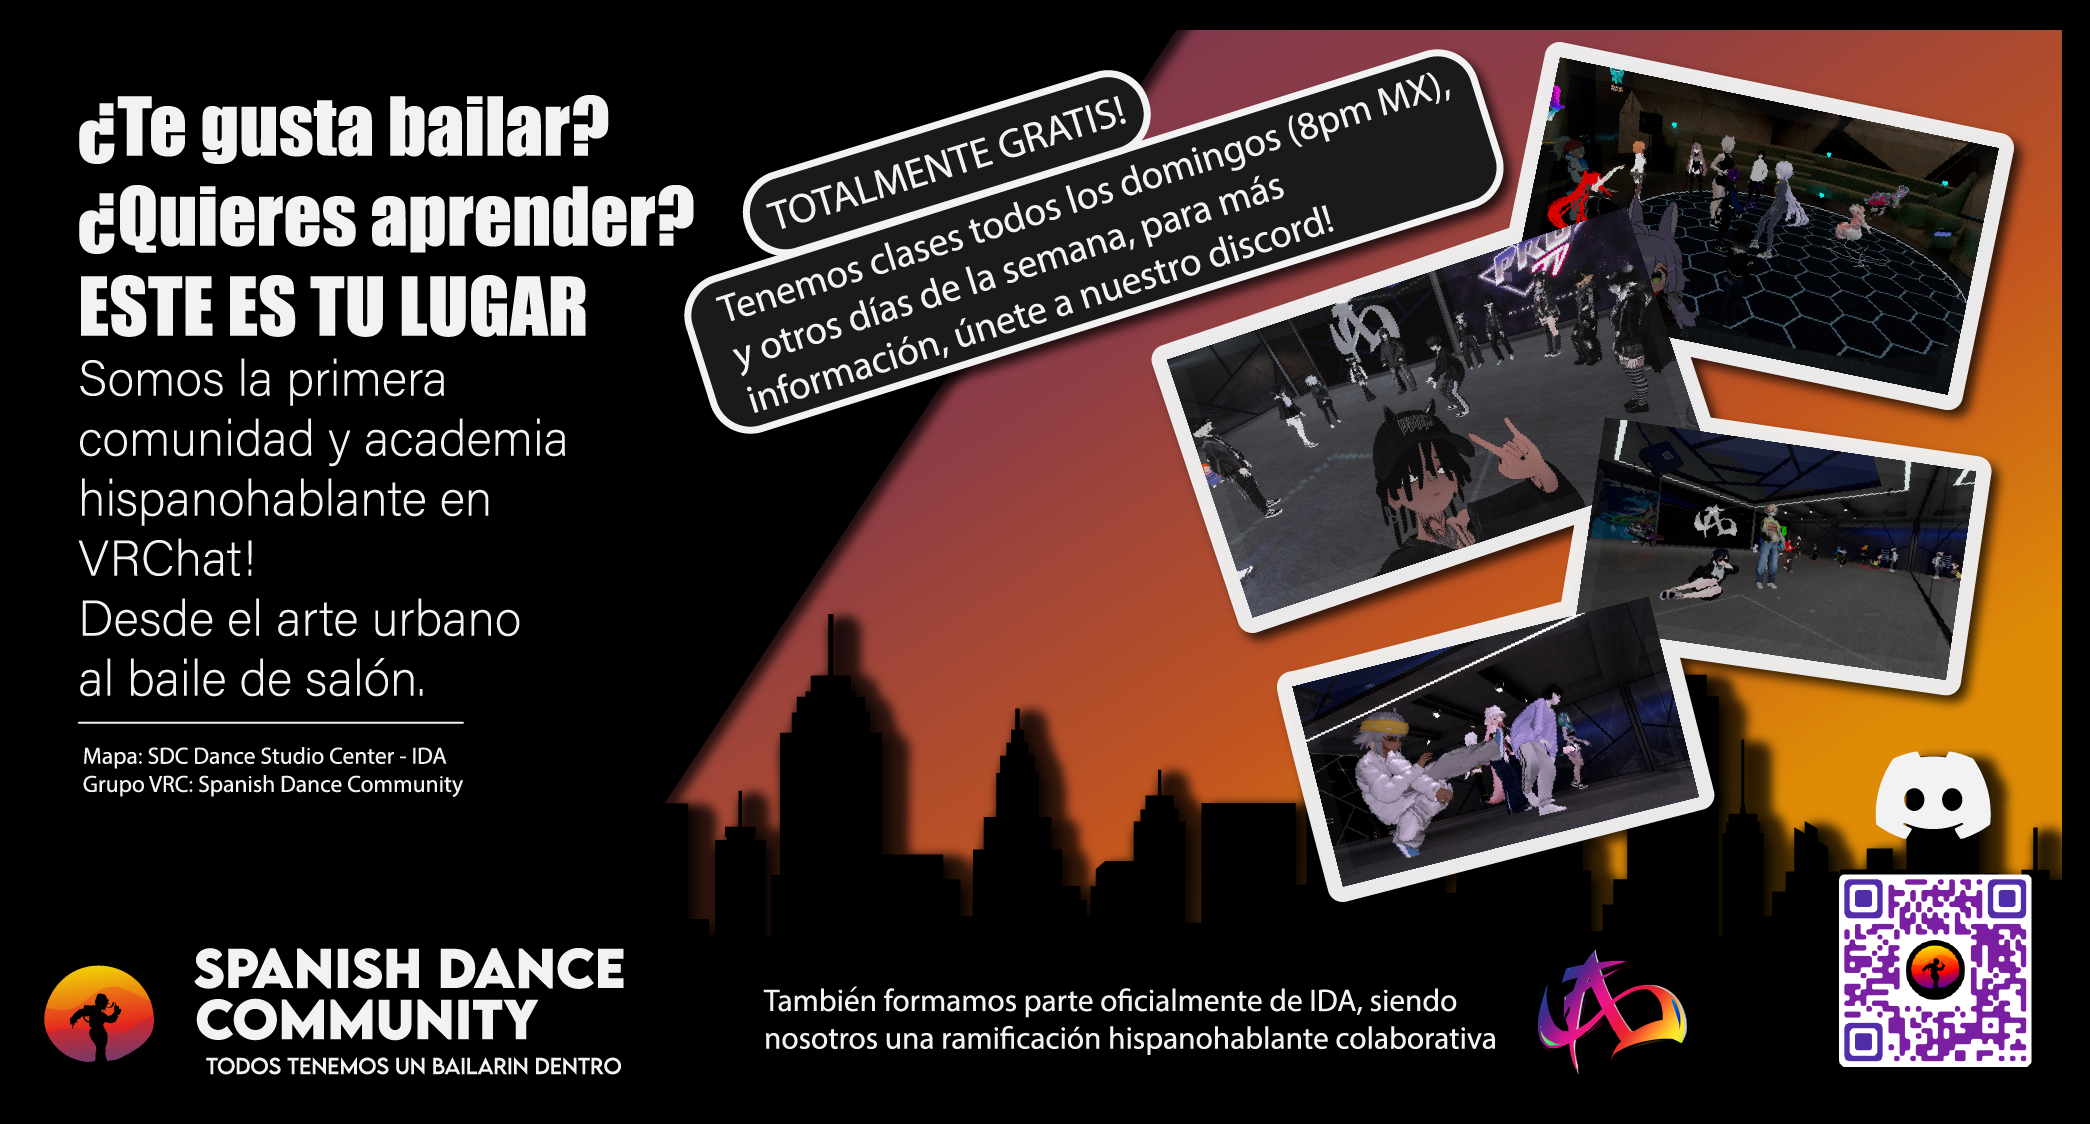 ¿Te gusta bailar?
¿Quieres aprender?
ESTE ES TU LUGAR
Somos la primera
comunidad y academia
hispanohablante en
VRChat!
Desde el arte urbano
al baile de salón.
Mapa: SDC Dance Studio Center - IDA
Grupo VRC: Spanish Dance Community
TOTALMENTE GRATIS!
Tenemos clases todos los domingos (8pm MX),
y otros días de la semana, para más
información, únete a nuestro discord!
SPANISH DANCE
COMMUNITY
TODOS TENEMOS UN BAILARIN DENTRO
También formamos parte oficialmente de IDA, siendo
nosotros una ramificación hispanohablante colaborativa